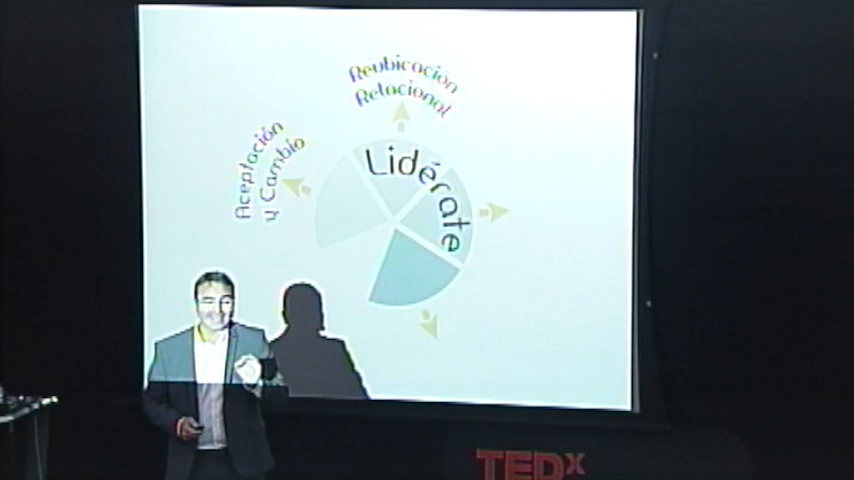 Reubicación
Relacional
Aceptación
y Cambio
Lidérate
TEDx